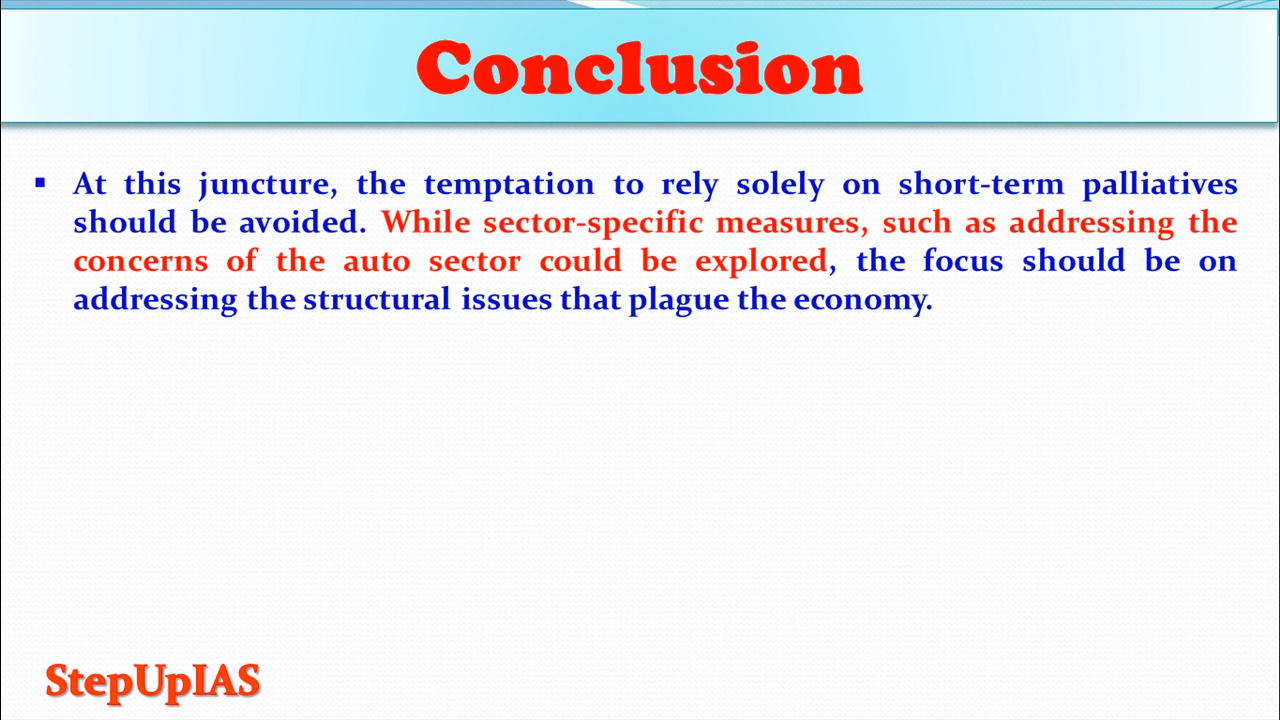 Conclusion
▪ At this juncture, the temptation to rely solely on short-term palliatives
should be avoided. While sector-specific measures, such as addressing the
concerns of the auto sector could be explored, the focus should be on
addressing the structural issues that plague the economy.
StepUpIAS